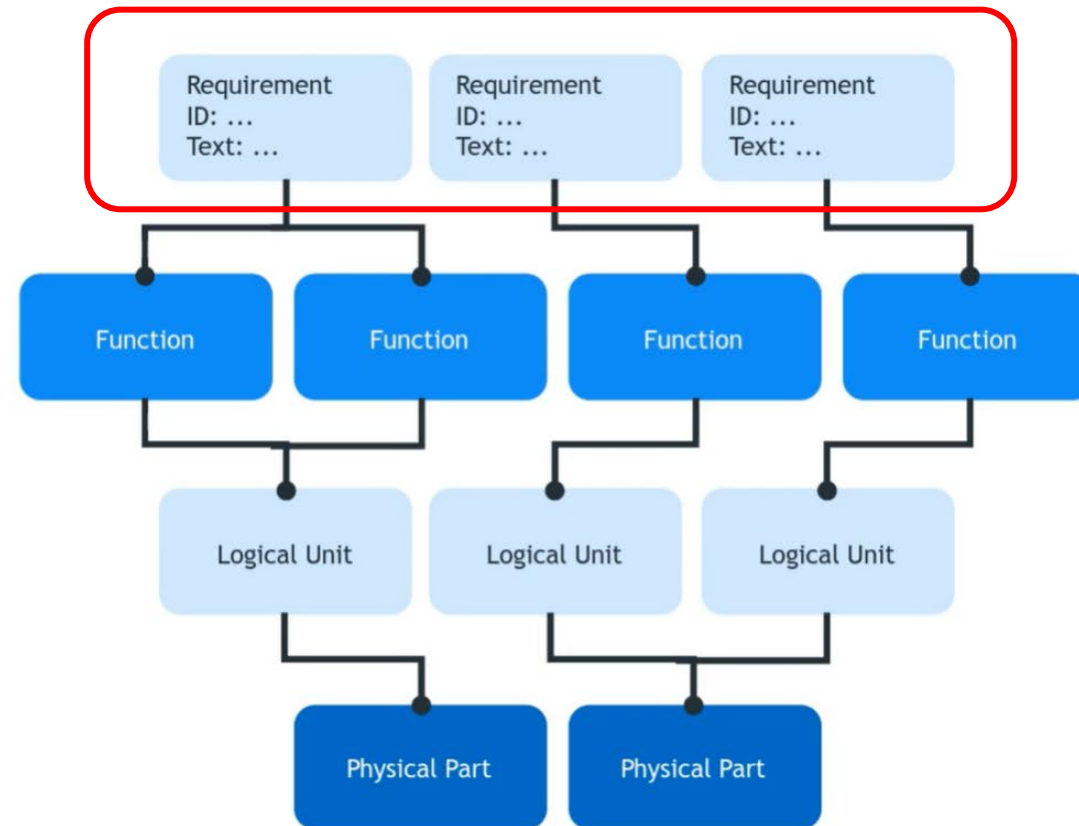 Requirement
ID: ...
Text: ...
Requirement
ID: ...
Text: ...
Requirement
ID: ...
Text: ...
Function
Function
Function
Function
Logical Unit
Logical Unit
Logical Unit
Physical Part
Physical Part